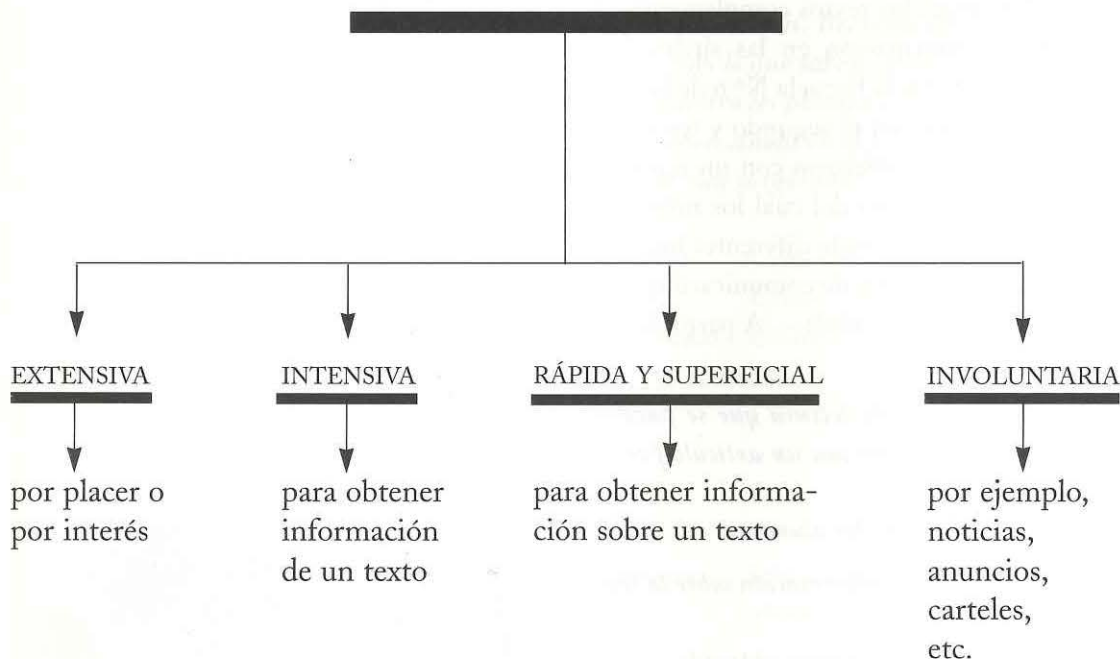 EXTENSIVA
por placer o
por interés
INTENSIVA
para obtener
información
de un texto
RÁPIDA Y SUPERFICIAL
para obtener informa-
ción sobre un texto
INVOLUNTARIA
por ejemplo,
noticias,
anuncios,
carteles,
etc.